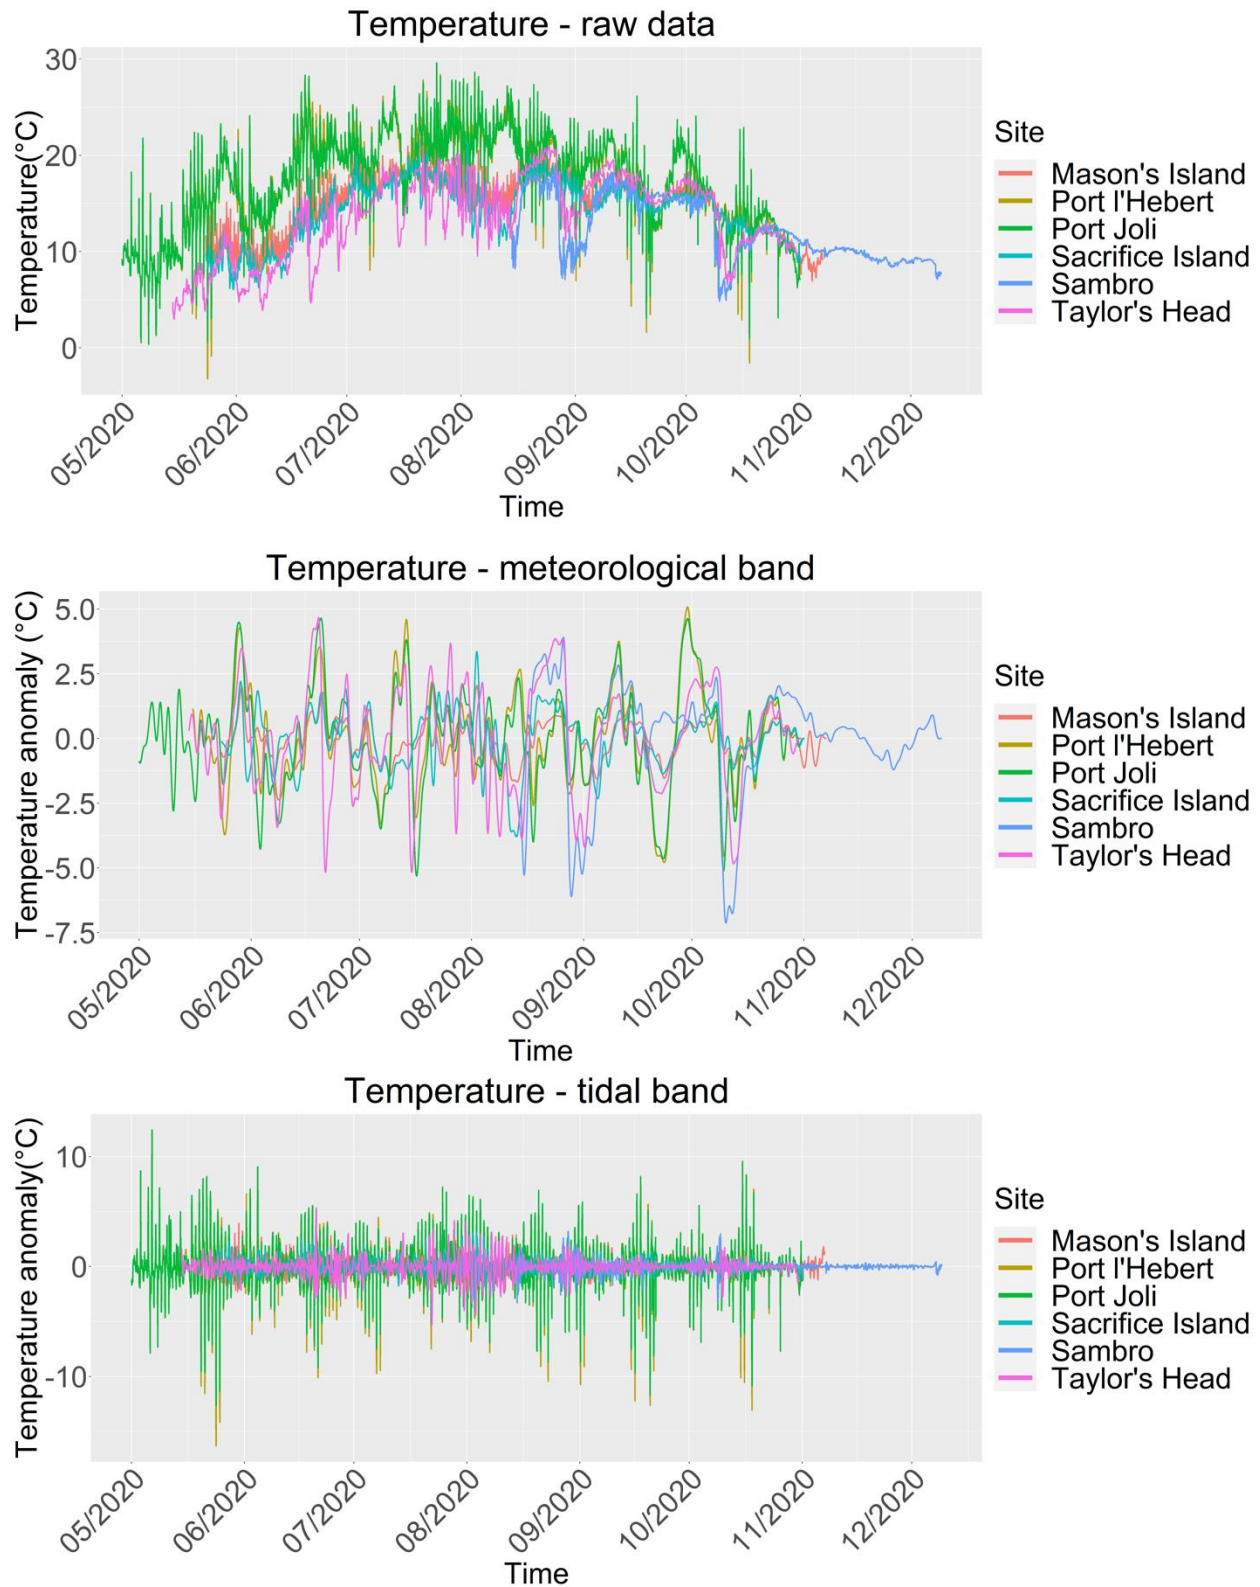 Temperature - raw data
Temperature(°C)
30
20
10
0
05/2020
06/2020
07/2020
08/2020
09/2020
10/2020
11/2020
12/2020
Time
Site
Mason's Island
Port l'Hebert
Port Joli
Sacrifice Island
Sambro
Taylor's Head
Temperature - meteorological band
Temperature anomaly (°C)
5.0
2.5
0.0
-2.5
-5.0
-7.5
05/2020
06/2020
07/2020
08/2020
09/2020
10/2020
11/2020
12/2020
Time
Site
Mason's Island
Port l'Hebert
Port Joli
Sacrifice Island
Sambro
Taylor's Head
Temperature - tidal band
Temperature anomaly(°C)
10
0
-10
05/2020
06/2020
07/2020
08/2020
09/2020
10/2020
11/2020
12/2020
Time
Site
Mason's Island
Port l'Hebert
Port Joli
Sacrifice Island
Sambro
Taylor's Head